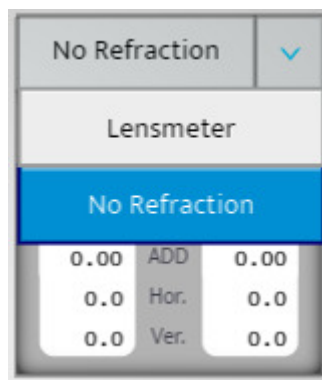 No Refraction
Lensmeter
No Refraction
0.00 ADD 0.00
0.0 Hor. 0.0
0.0 Ver. 0.0